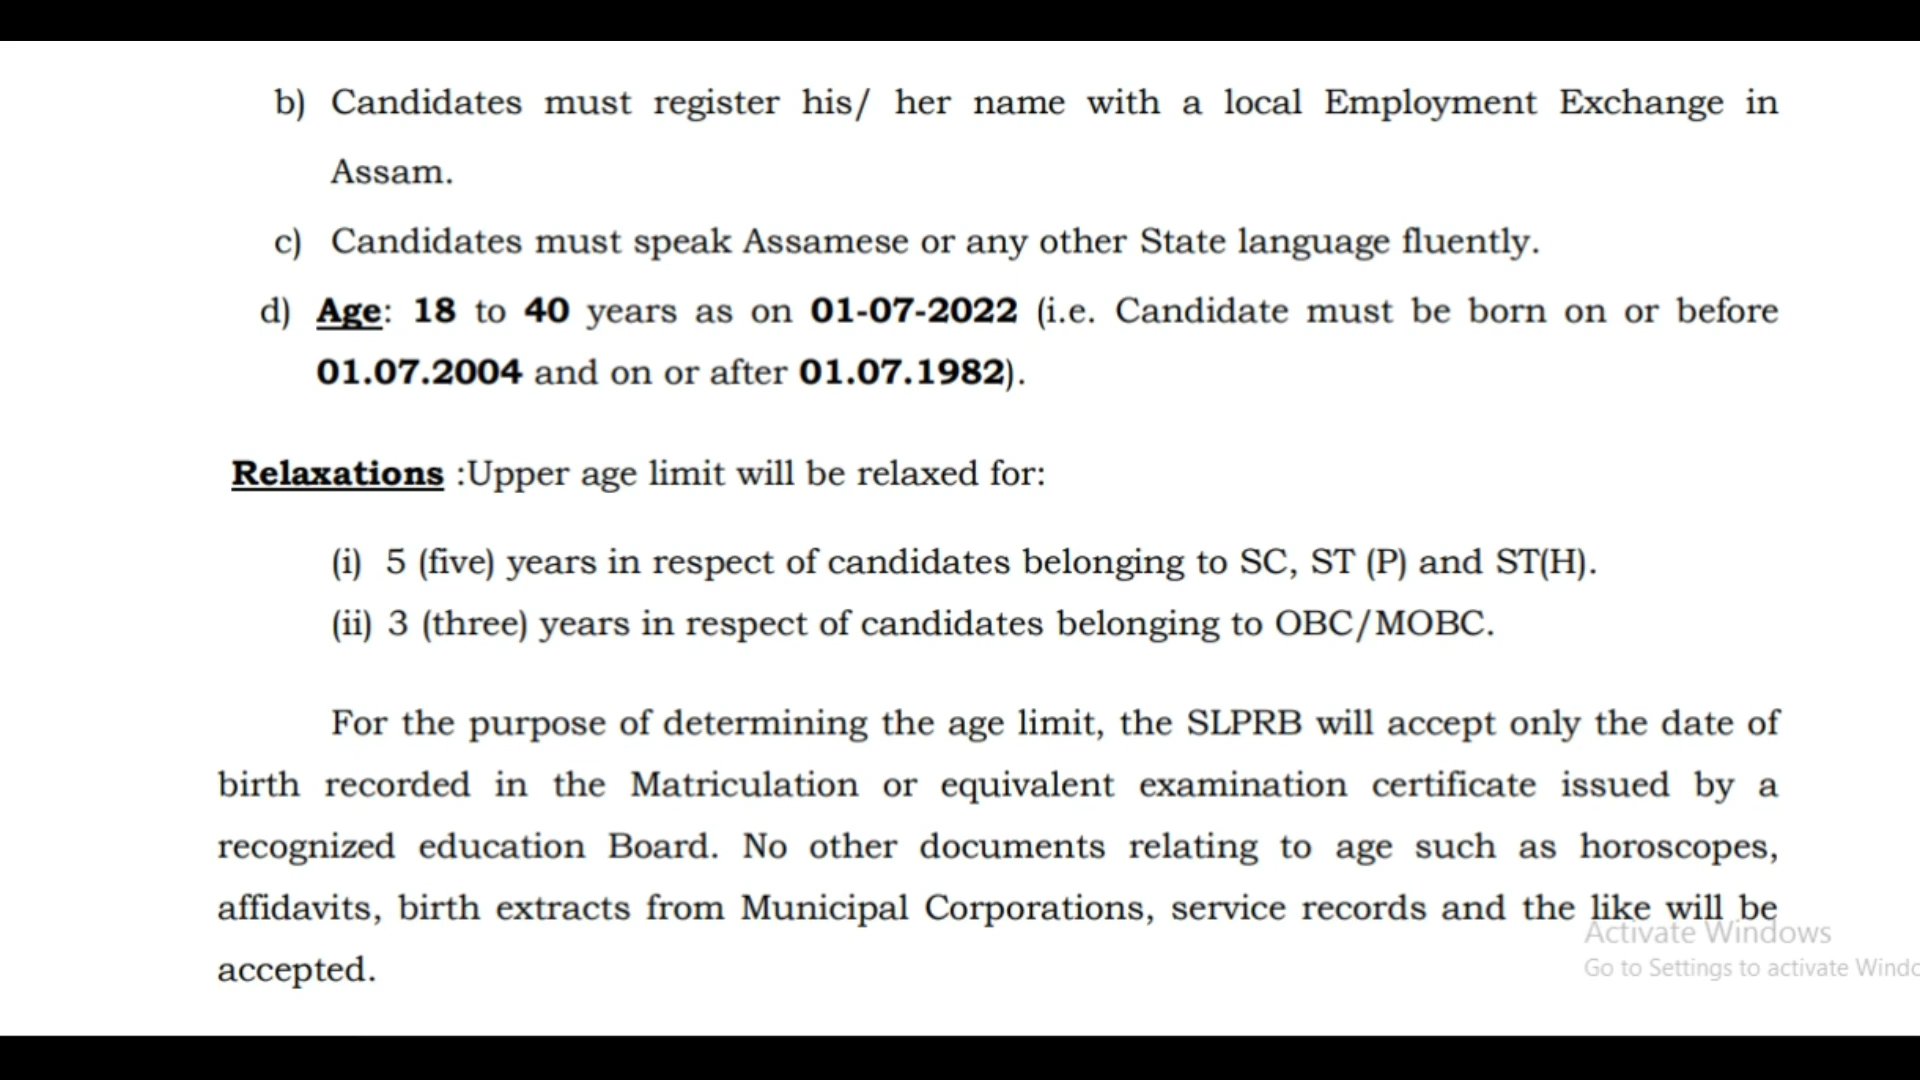 b) Candidates must register his/ her name with a local Employment Exchange in
Assam.
c) Candidates must speak Assamese or any other State language fluently.
d) Age: 18 to 40 years as on 01-07-2022 (i.e. Candidate must be born on or before
01.07.2004 and on or after 01.07.1982).
Relaxations :Upper age limit will be relaxed for:
(i) 5 (five) years in respect of candidates belonging to SC, ST (P) and ST(H).
(ii) 3 (three) years in respect of candidates belonging to OBC/MOBC.
For the purpose of determining the age limit, the SLPRB will accept only the date of
birth recorded in the Matriculation or equivalent examination certificate issued by a
recognized education Board. No other documents relating to age such as horoscopes,
affidavits, birth extracts from Municipal Corporations, service records and the like will be
accepted.
Activate Windows
Go to Settings to activate Windo